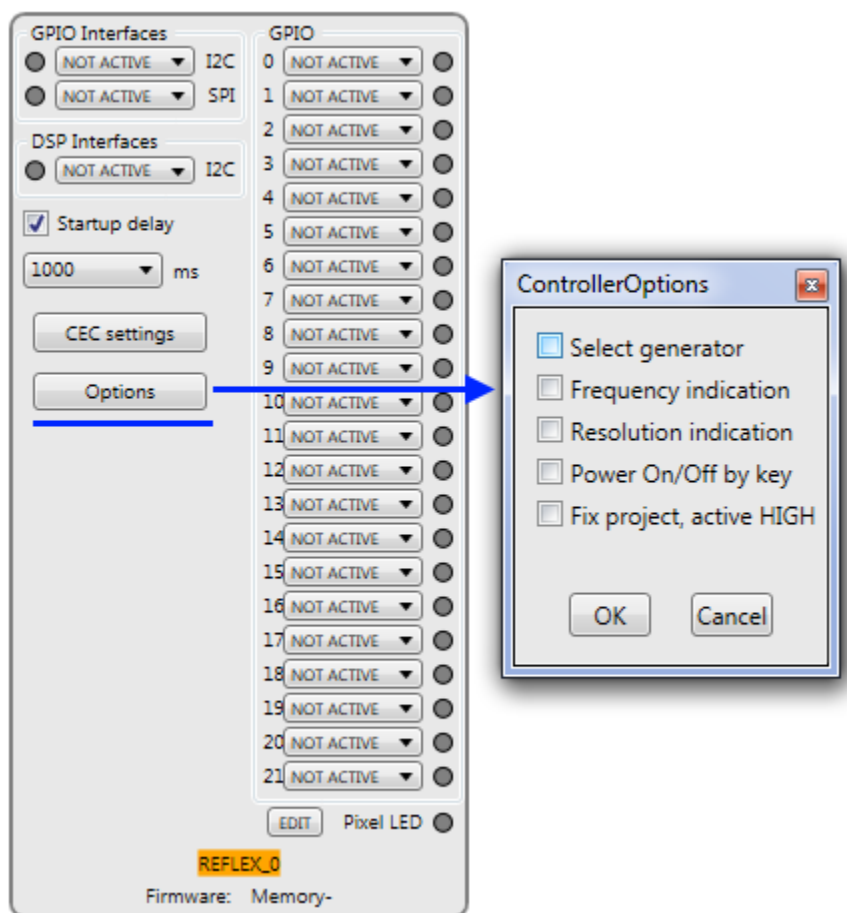 GPIO Interfaces
NOT ACTIVE I2C
NOT ACTIVE SPI
DSP Interfaces
NOT ACTIVE I2C
Startup delay
1000 ms
CEC settings
Options
GPIO
0 NOT ACTIVE
1 NOT ACTIVE
2 NOT ACTIVE
3 NOT ACTIVE
4 NOT ACTIVE
5 NOT ACTIVE
6 NOT ACTIVE
7 NOT ACTIVE
8 NOT ACTIVE
9 NOT ACTIVE
10 NOT ACTIVE
11 NOT ACTIVE
12 NOT ACTIVE
13 NOT ACTIVE
14 NOT ACTIVE
15 NOT ACTIVE
16 NOT ACTIVE
17 NOT ACTIVE
18 NOT ACTIVE
19 NOT ACTIVE
20 NOT ACTIVE
21 NOT ACTIVE
EDIT Pixel LED
REFLEX_0
Firmware: Memory-
ControllerOptions
Select generator
Frequency indication
Resolution indication
Power On/Off by key
Fix project, active HIGH
OK Cancel